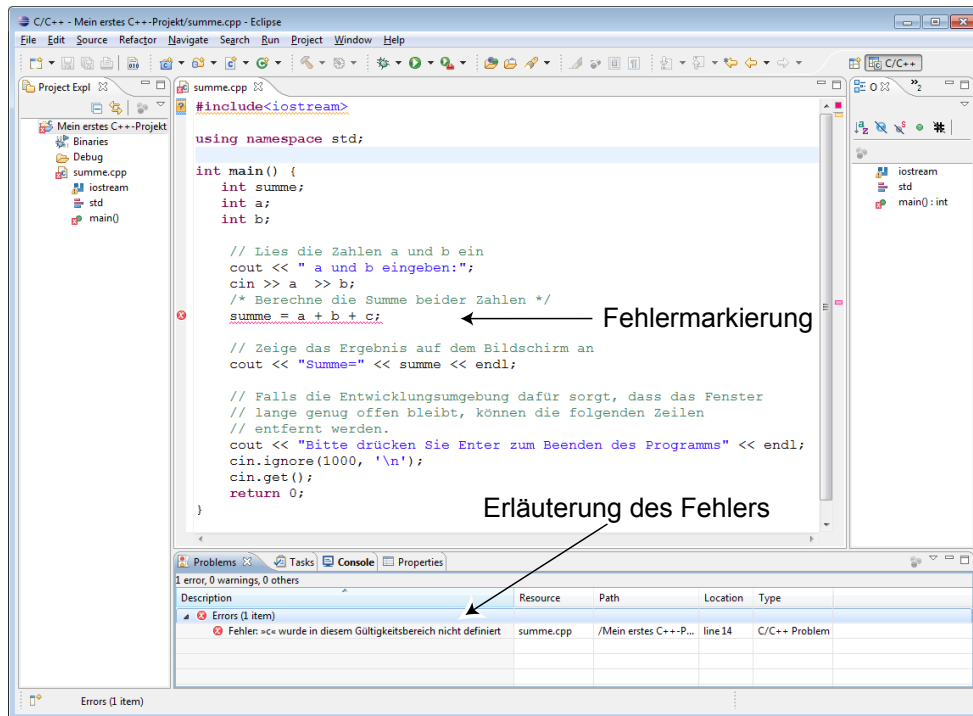 C/C++ - Mein erstes C++-Projekt/summe.cpp - Eclipse
File Edit Source Refactor Navigate Search Run Project Window Help
C/C++
Project Expl
summe.cpp
O
»2
Mein erstes C++-Projekt
Binaries
Debug
summe.cpp
iostream
std
main()
#include<iostream>
using namespace std;
int main() {
int summe;
int a;
int b;
// Lies die Zahlen a und b ein
cout << " a und b eingeben:";
cin >> a  >> b;
/* Berechne die Summe beider Zahlen */
summe = a + b + c;
Fehlermarkierung
// Zeige das Ergebnis auf dem Bildschirm an
cout << "Summe=" << summe << endl;
// Falls die Entwicklungsumgebung dafür sorgt, dass das Fenster
// lange genug offen bleibt, können die folgenden Zeilen
// entfernt werden.
cout << "Bitte drücken Sie Enter zum Beenden des Programms" << endl;
cin.ignore(1000, '\n');
cin.get();
return 0;
}
iostream
std
main() : int
Erläuterung des Fehlers
Problems Tasks Console Properties
1 error, 0 warnings, 0 others
Description Resource Path Location Type
Errors (1 item)
Fehler: »c« wurde in diesem Gültigkeitsbereich nicht definiert summe.cpp /Mein erstes C++-P... line 14 C/C++ Problem
Errors (1 item)